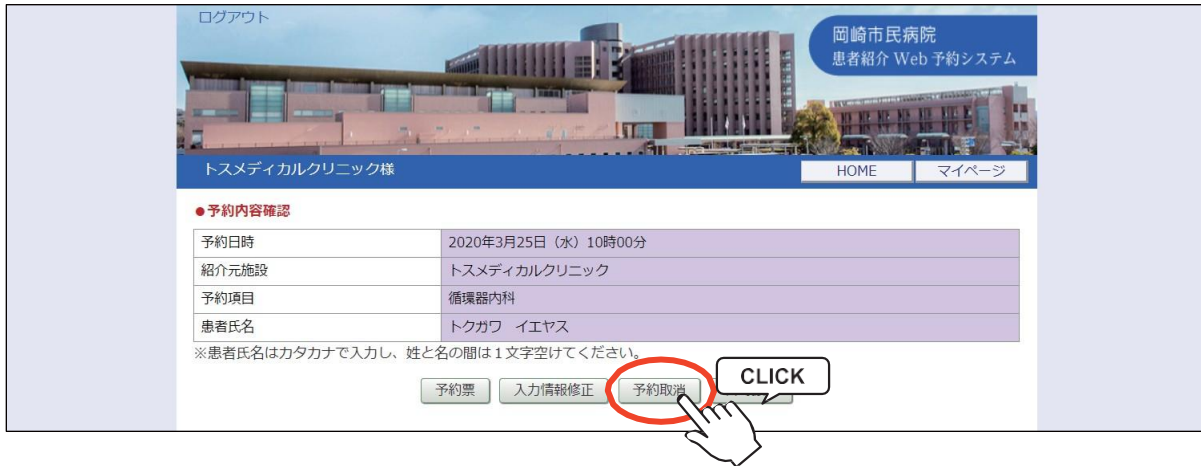 ログアウト
岡崎市民病院
患者紹介 Web 予約システム
トスメディカルクリニック様
HOME マイページ
●予約内容確認
予約日時 2020年3月25日（水）10時00分
紹介元施設 トスメディカルクリニック
予約項目 循環器内科
患者氏名 トクガワ　イエヤス
※患者氏名はカタカナで入力し、姓と名の間は１文字空けてください。
予約票 入力情報修正 予約取消
CLICK